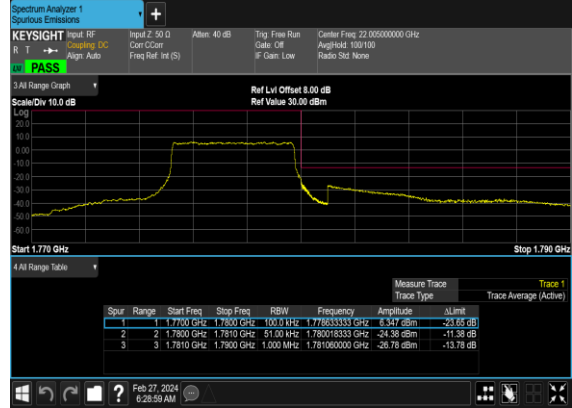 Spectrum Analyzer 1
Spurious Emissions
KEYSIGHT Input: RF Input Z: 50 Ω Atten: 40 dB Trig: Free Run Center Freq: 22.005000000 GHz
R T Coupling: DC Corr CCorr Gate: Off Avg|Hold: 100/100
Align: Auto Freq Ref: Int (S) IF Gain: Low Radio Std: None
PASS
3 All Range Graph
Ref Lvl Offset 8.00 dB
Scale/Div 10.0 dB Ref Value 30.00 dBm
Log
20.0
10.0
0.00
-10.0
-20.0
-30.0
-40.0
-50.0
-60.0
Start 1.770 GHz Stop 1.790 GHz
4 All Range Table
Measure Trace Trace 1
Trace Type Trace Average (Active)
Spur Range Start Freq Stop Freq RBW Frequency Amplitude ΔLimit
1 1 1.7700 GHz 1.7800 GHz 100.0 kHz 1.778633333 GHz 6.347 dBm -23.65 dB
2 2 1.7800 GHz 1.7810 GHz 51.00 kHz 1.780018333 GHz -24.38 dBm -11.38 dB
3 3 1.7810 GHz 1.7900 GHz 1.000 MHz 1.781060000 GHz -26.78 dBm -13.78 dB
? Feb 27, 2024
6:28:59 AM